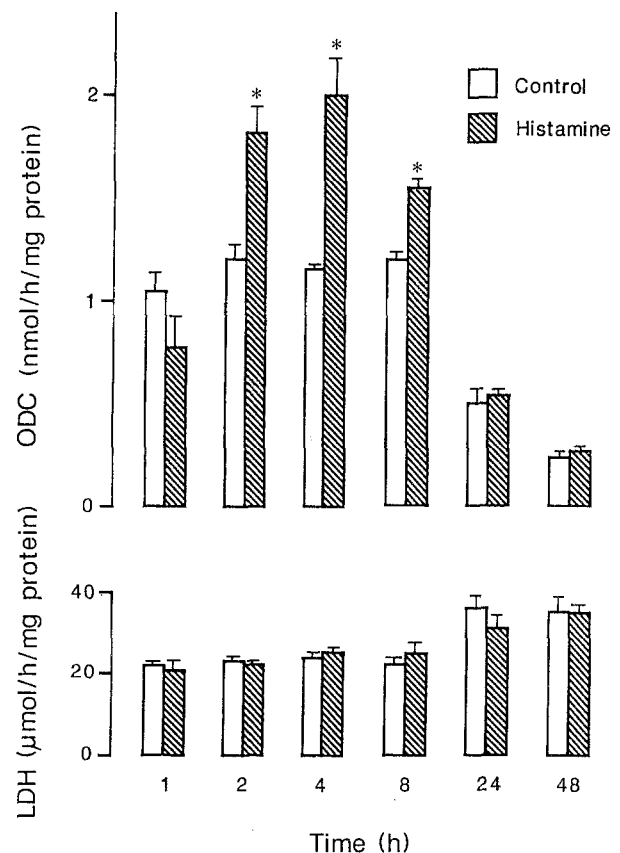 Control
Histamine
ODC (nmol/h/mg protein)
2
1
0
*
*
*
LDH (μmol/h/mg protein)
40
20
0
1 2 4 8 24 48
Time (h)